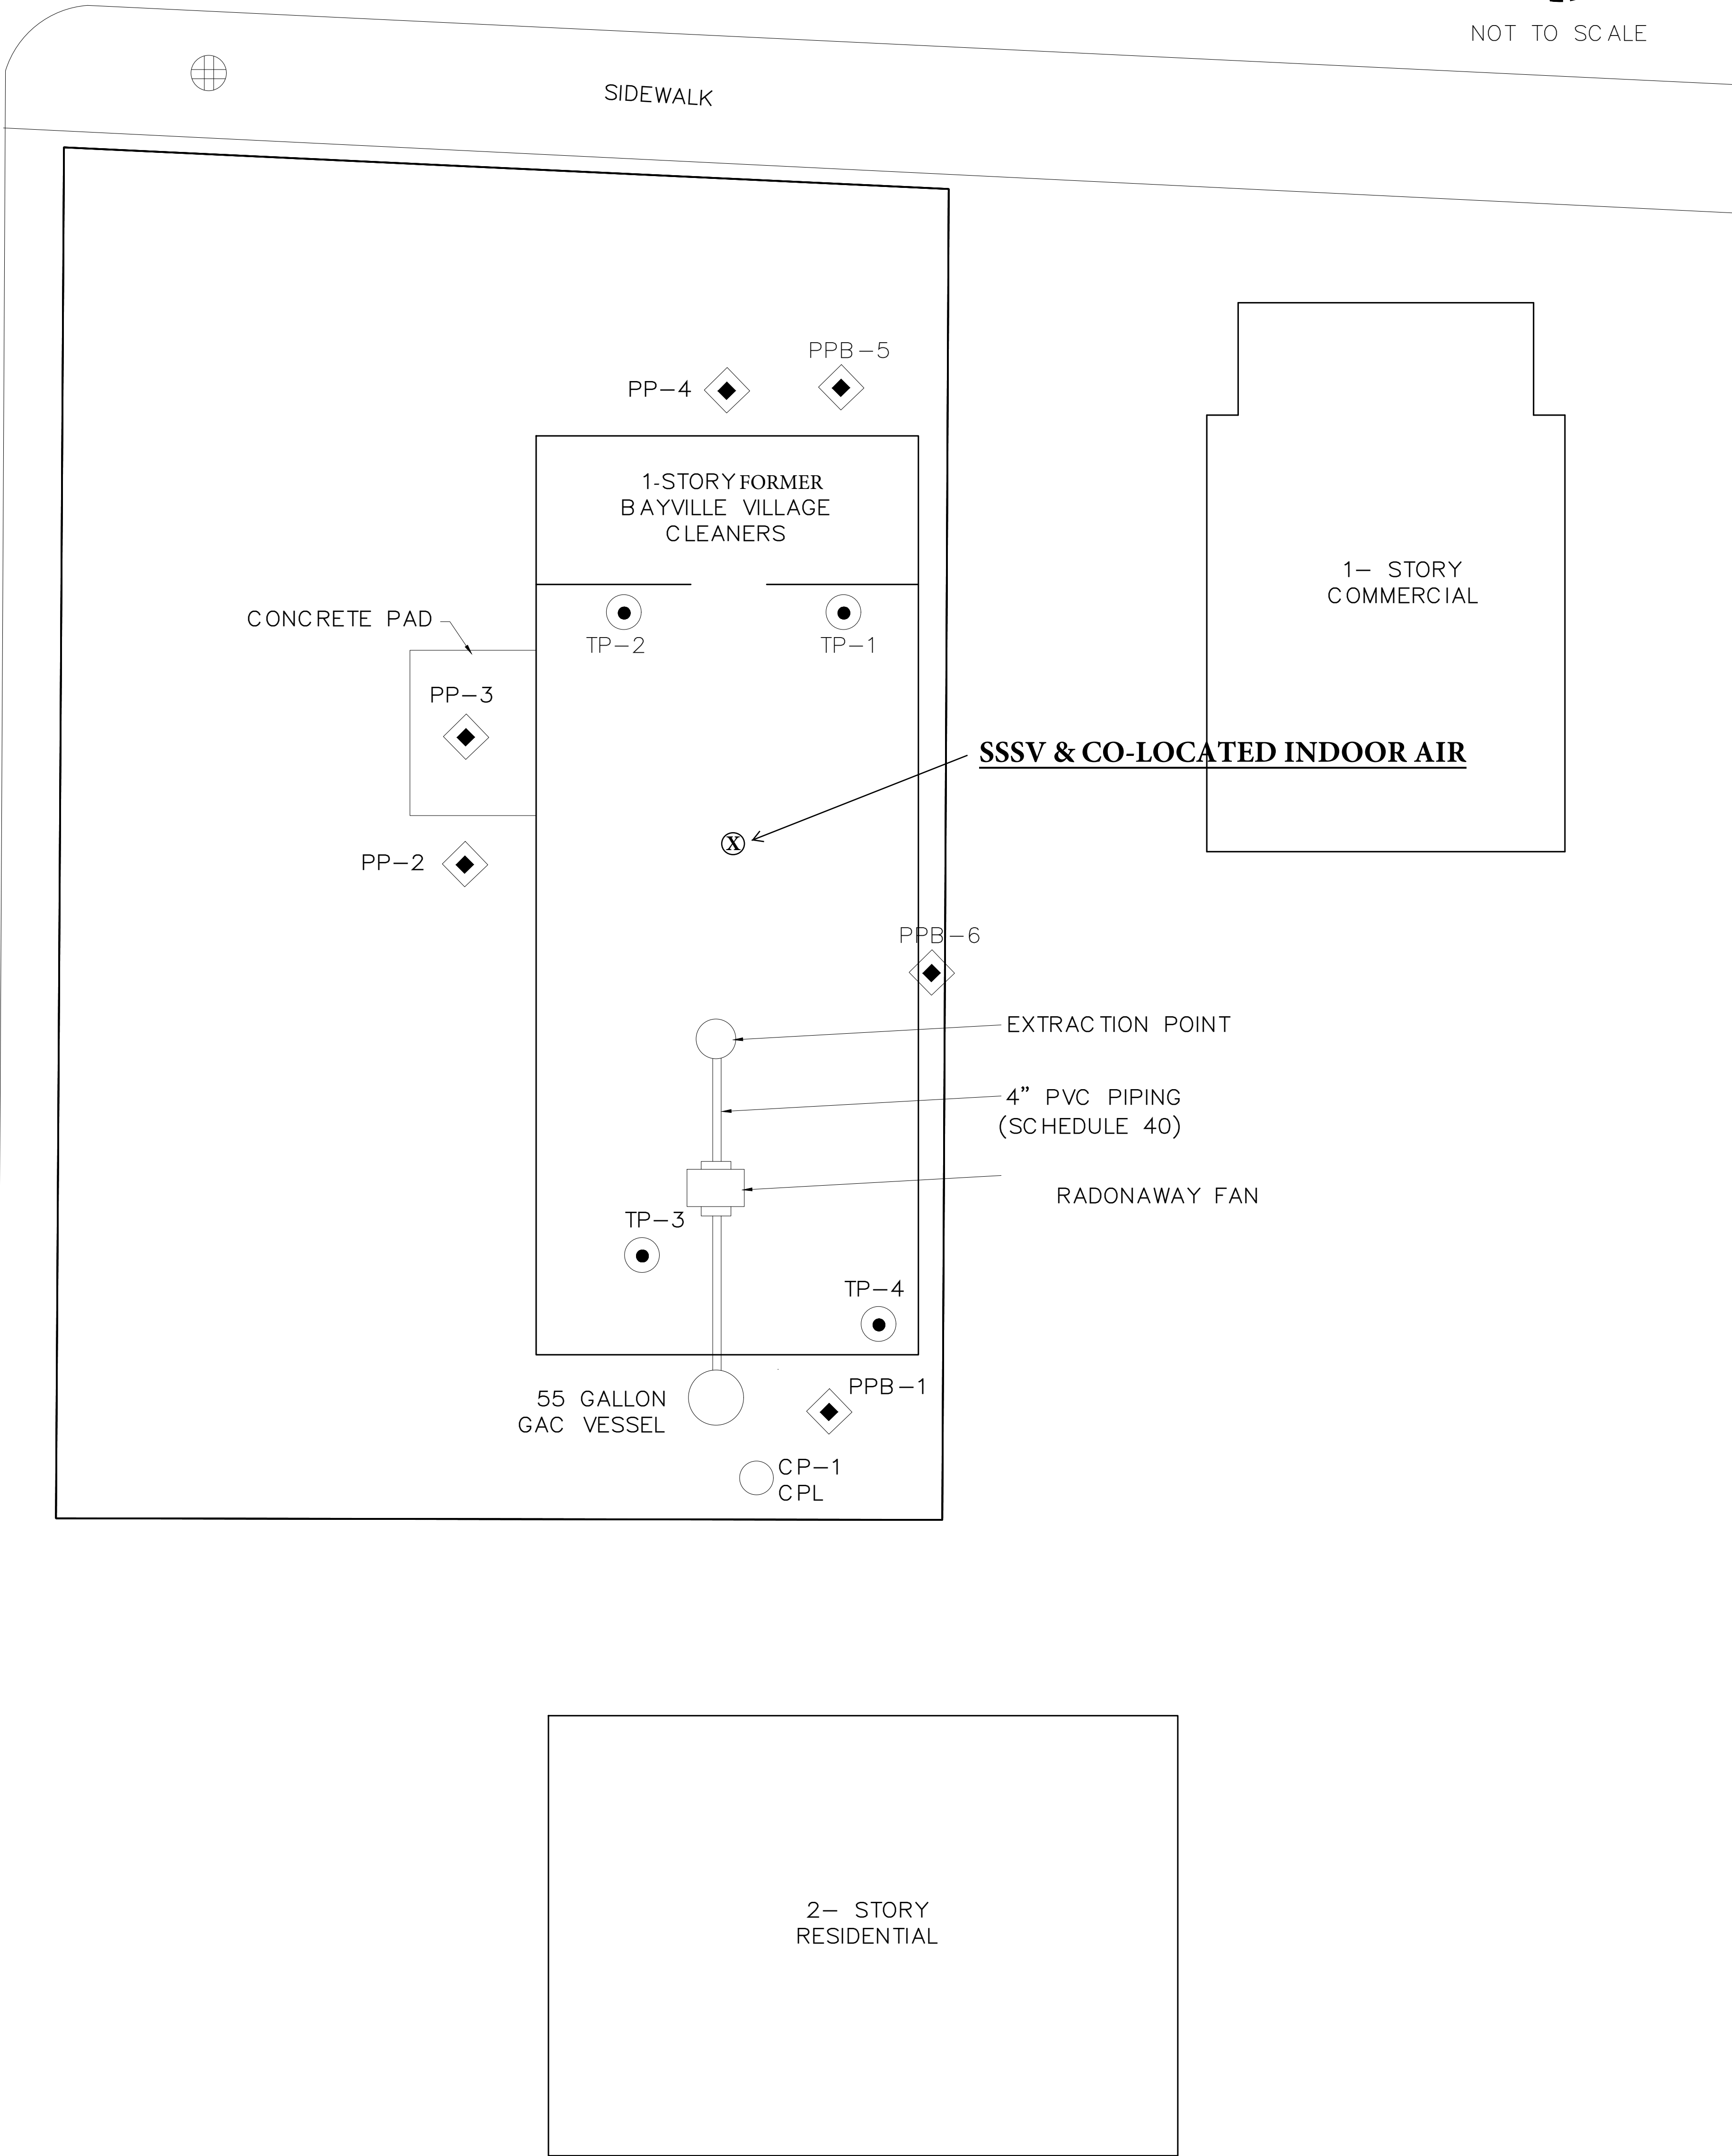 NOT TO SCALE
SIDEWALK
PPB-5
PP-4
1-STORY FORMER
BAYVILLE VILLAGE
CLEANERS
1- STORY
COMMERCIAL
CONCRETE PAD
TP-2
TP-1
PP-3
SSSV & CO-LOCATED INDOOR AIR
X
PP-2
PPB-6
EXTRACTION POINT
4" PVC PIPING
(SCHEDULE 40)
RADONAWAY FAN
TP-3
TP-4
PPB-1
55 GALLON
GAC VESSEL
CP-1
CPL
2- STORY
RESIDENTIAL